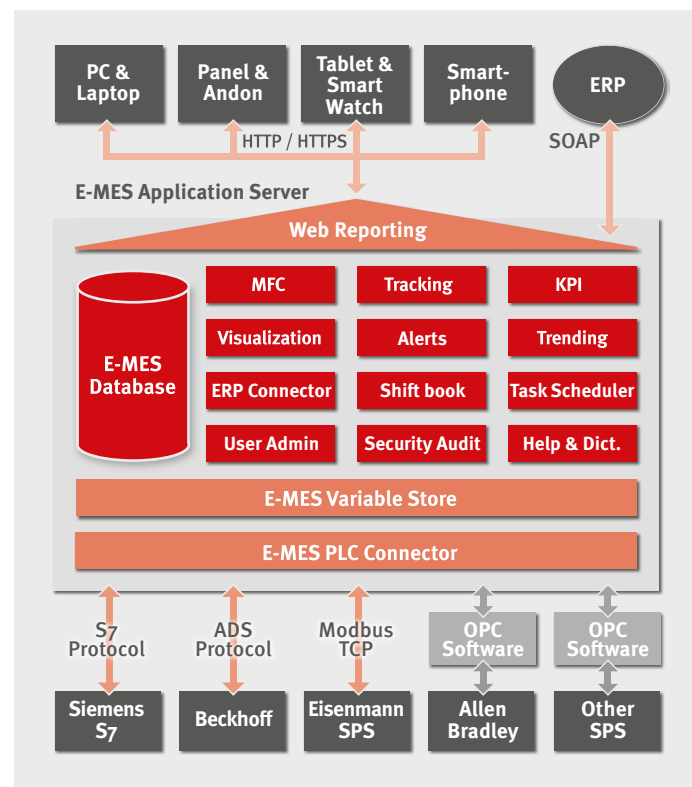 PC &
Laptop
Panel &
Andon
Tablet &
Smart
Watch
Smart-
phone
ERP
HTTP / HTTPS
SOAP
E-MES Application Server
Web Reporting
E-MES
Database
MFC
Tracking
KPI
Visualization
Alerts
Trending
ERP Connector
Shift book
Task Scheduler
User Admin
Security Audit
Help & Dict.
E-MES Variable Store
E-MES PLC Connector
S7
Protocol
ADS
Protocol
Modbus
TCP
OPC
Software
OPC
Software
Siemens
S7
Beckhoff
Eisenmann
SPS
Allen
Bradley
Other
SPS